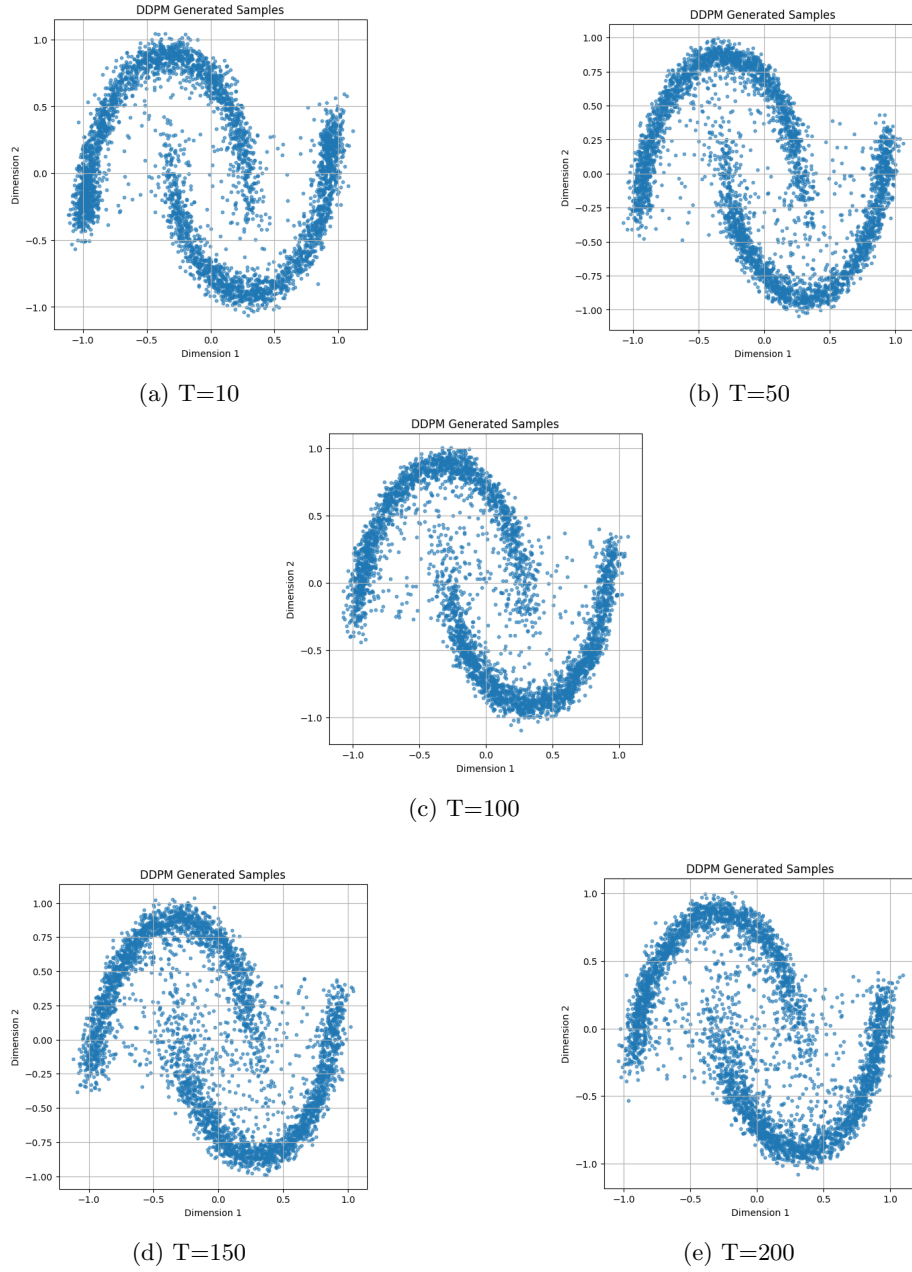 DDPM Generated Samples
1.0
0.5
0.0
−0.5
−1.0
Dimension 2
−1.0 −0.5 0.0 0.5 1.0
Dimension 1
(a) T=10
DDPM Generated Samples
1.00
0.75
0.50
0.25
0.00
−0.25
−0.50
−0.75
−1.00
Dimension 2
−1.0 −0.5 0.0 0.5 1.0
Dimension 1
(b) T=50
DDPM Generated Samples
1.0
0.5
0.0
−0.5
−1.0
Dimension 2
−1.0 −0.5 0.0 0.5 1.0
Dimension 1
(c) T=100
DDPM Generated Samples
1.00
0.75
0.50
0.25
0.00
−0.25
−0.50
−0.75
−1.00
Dimension 2
−1.0 −0.5 0.0 0.5 1.0
Dimension 1
(d) T=150
DDPM Generated Samples
1.0
0.5
0.0
−0.5
−1.0
Dimension 2
−1.0 −0.5 0.0 0.5 1.0
Dimension 1
(e) T=200